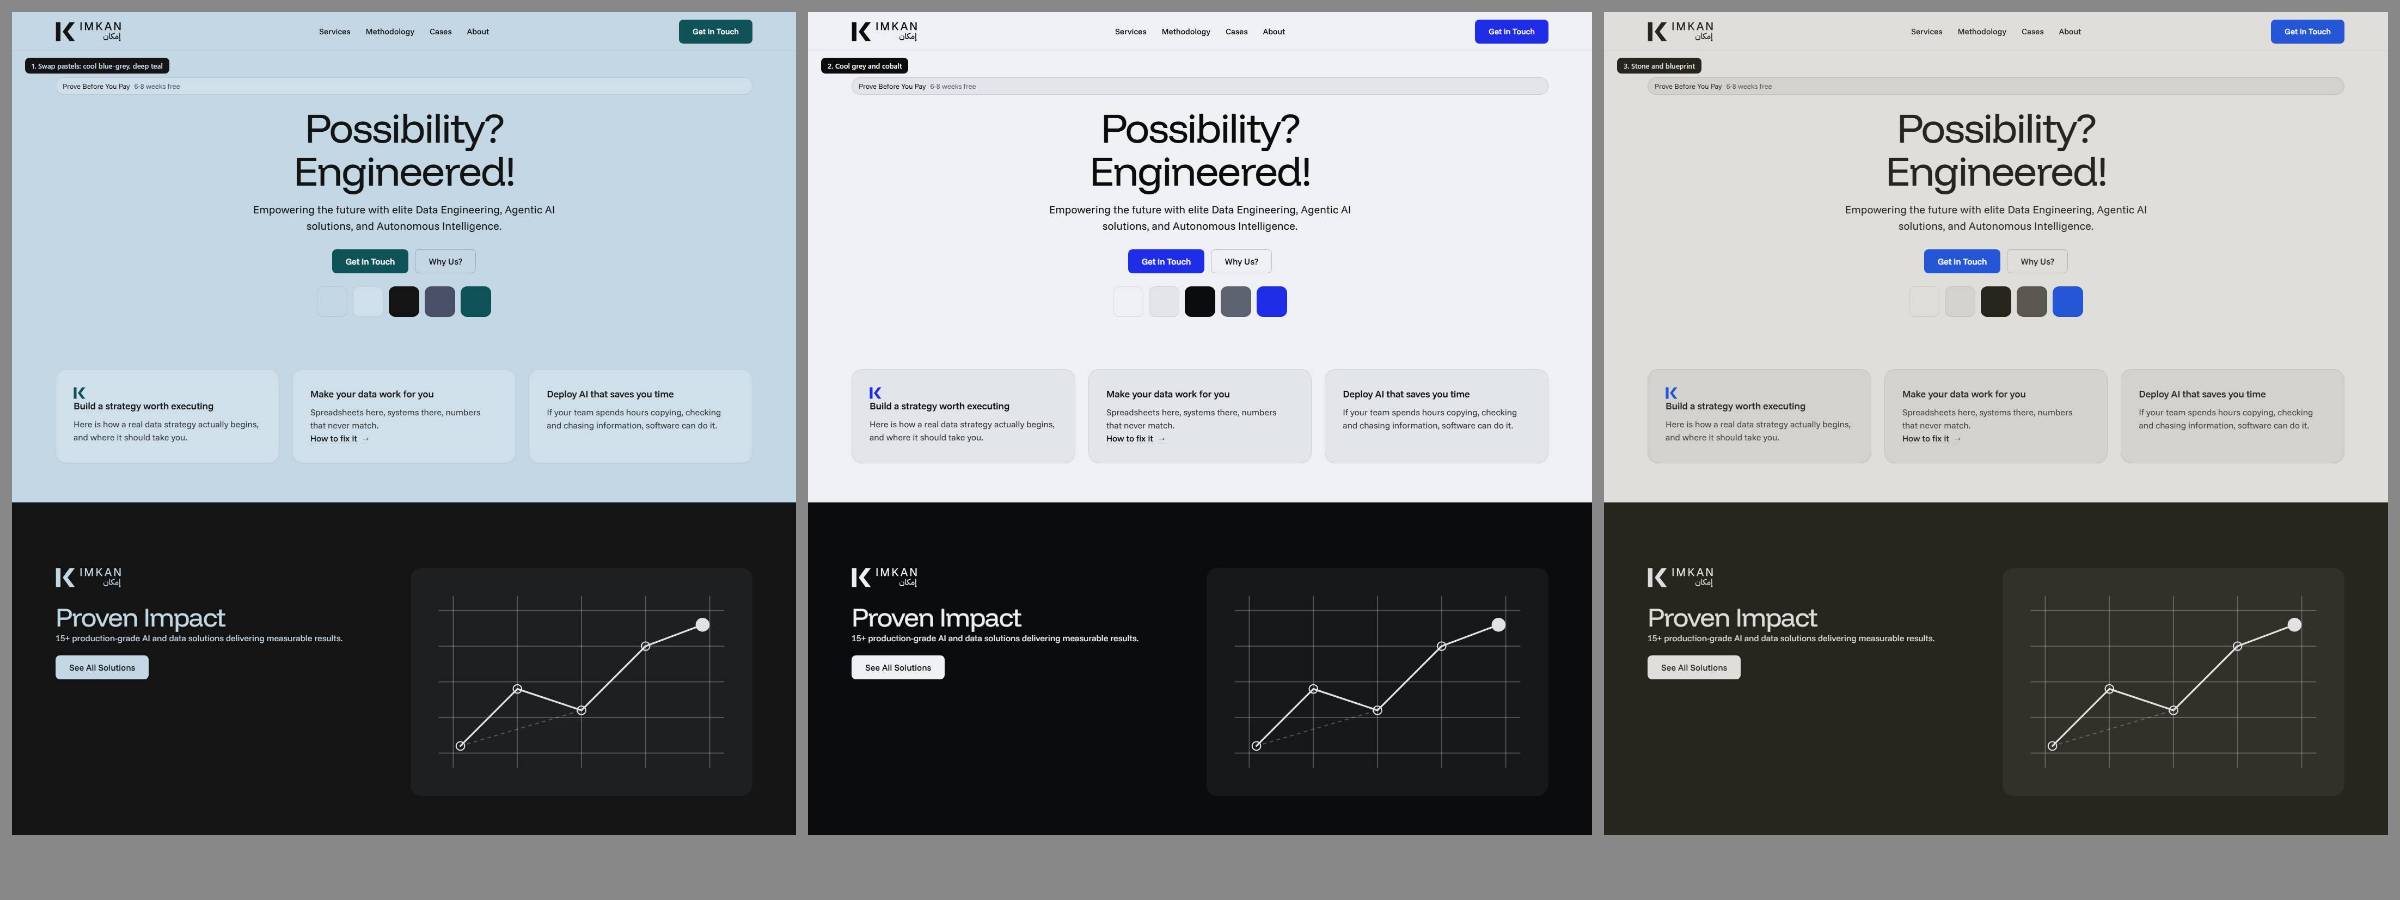 IMKAN
إمكان
Services Methodology Cases About
Get in Touch
1. Swap pastels: cool blue-grey, deep teal
Prove Before You Pay 6-8 weeks free
Possibility?
Engineered!
Empowering the future with elite Data Engineering, Agentic AI
solutions, and Autonomous Intelligence.
Get in Touch
Why Us?
Build a strategy worth executing
Here is how a real data strategy actually begins,
and where it should take you.
Make your data work for you
Spreadsheets here, systems there, numbers
that never match.
How to fix it →
Deploy AI that saves you time
If your team spends hours copying, checking
and chasing information, software can do it.
IMKAN
إمكان
Proven Impact
15+ production-grade AI and data solutions delivering measurable results.
See All Solutions
IMKAN
إمكان
Services Methodology Cases About
Get in Touch
2. Cool grey and cobalt
Prove Before You Pay 6-8 weeks free
Possibility?
Engineered!
Empowering the future with elite Data Engineering, Agentic AI
solutions, and Autonomous Intelligence.
Get in Touch
Why Us?
Build a strategy worth executing
Here is how a real data strategy actually begins,
and where it should take you.
Make your data work for you
Spreadsheets here, systems there, numbers
that never match.
How to fix it →
Deploy AI that saves you time
If your team spends hours copying, checking
and chasing information, software can do it.
IMKAN
إمكان
Proven Impact
15+ production-grade AI and data solutions delivering measurable results.
See All Solutions
IMKAN
إمكان
Services Methodology Cases About
Get in Touch
3. Stone and blueprint
Prove Before You Pay 6-8 weeks free
Possibility?
Engineered!
Empowering the future with elite Data Engineering, Agentic AI
solutions, and Autonomous Intelligence.
Get in Touch
Why Us?
Build a strategy worth executing
Here is how a real data strategy actually begins,
and where it should take you.
Make your data work for you
Spreadsheets here, systems there, numbers
that never match.
How to fix it →
Deploy AI that saves you time
If your team spends hours copying, checking
and chasing information, software can do it.
IMKAN
إمكان
Proven Impact
15+ production-grade AI and data solutions delivering measurable results.
See All Solutions